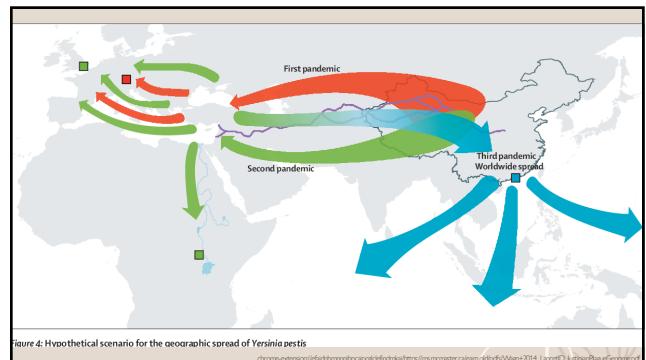 First pandemic
Second pandemic
Third pandemic
Worldwide spread
Figure 4: Hypothetical scenario for the geographic spread of Yersinia pestis